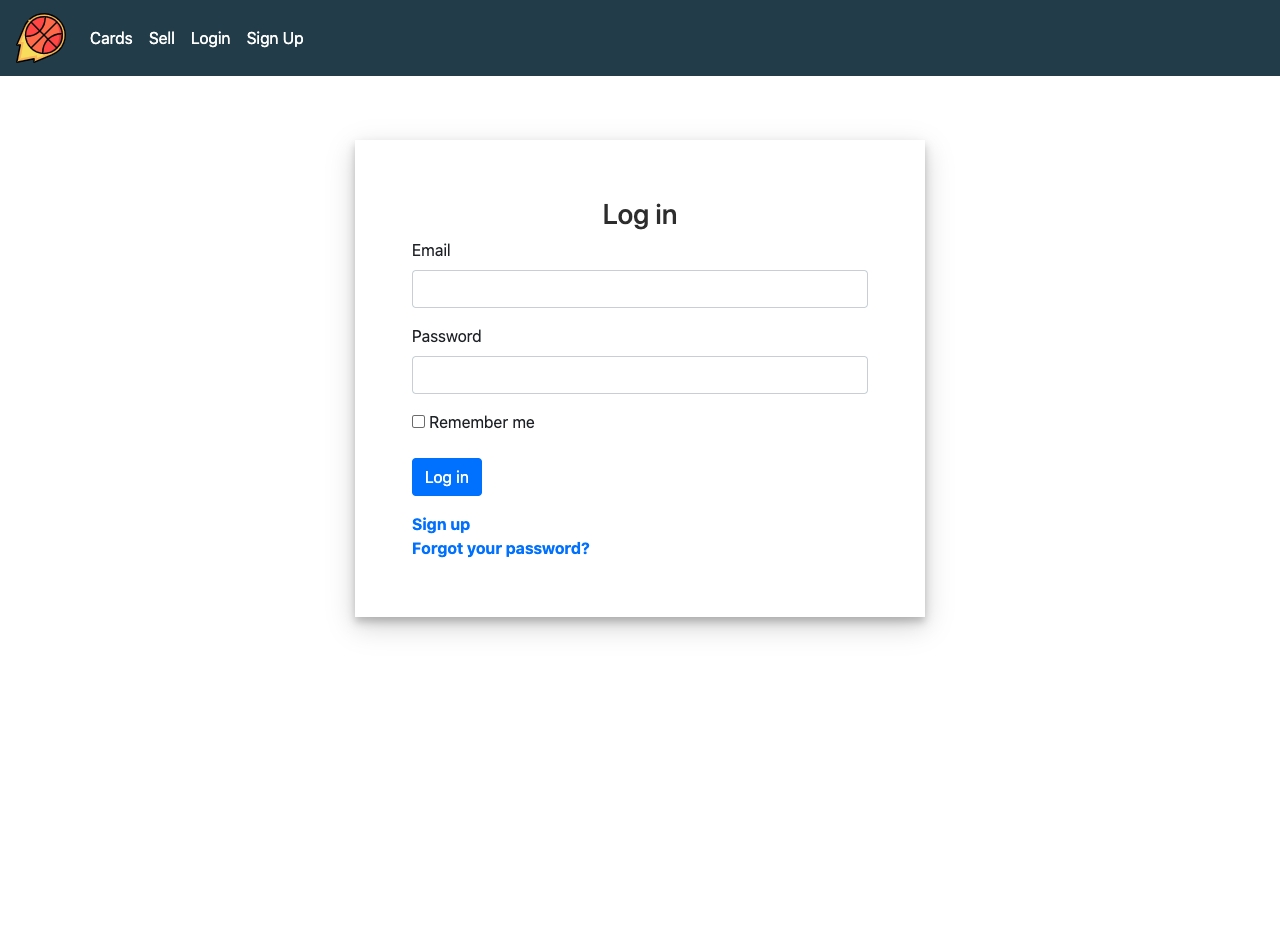 Cards Sell Login Sign Up
Log in
Email
Password
Remember me
Log in
Sign up
Forgot your password?